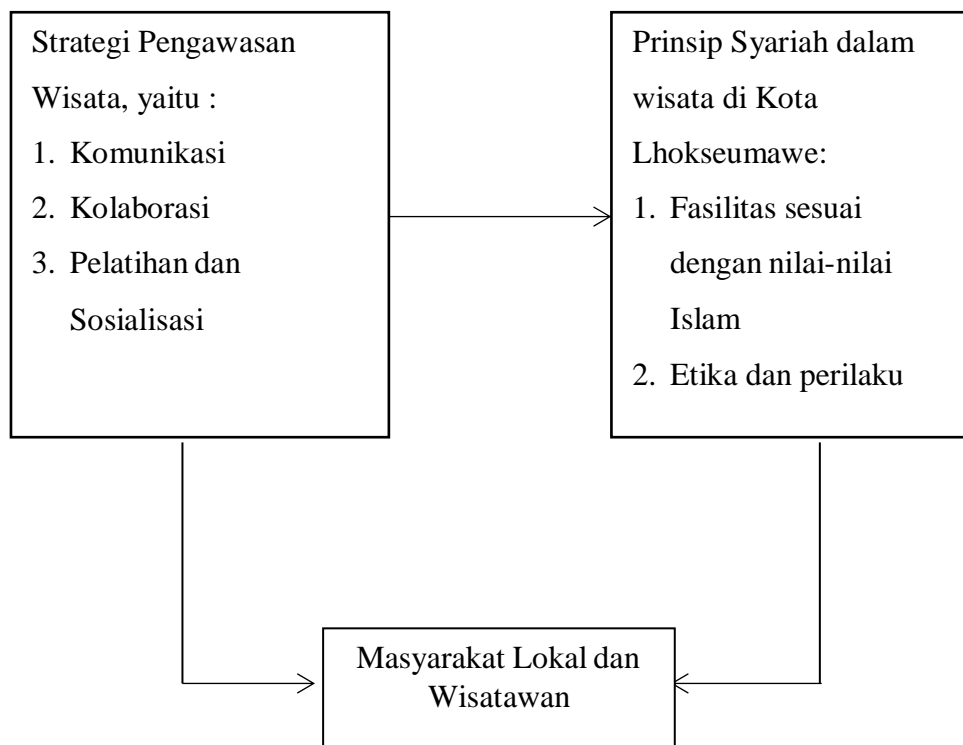 Strategi Pengawasan
Wisata, yaitu :
1. Komunikasi
2. Kolaborasi
3. Pelatihan dan
Sosialisasi
Prinsip Syariah dalam
wisata di Kota
Lhokseumawe:
1. Fasilitas sesuai
dengan nilai-nilai
Islam
2. Etika dan perilaku
Masyarakat Lokal dan
Wisatawan